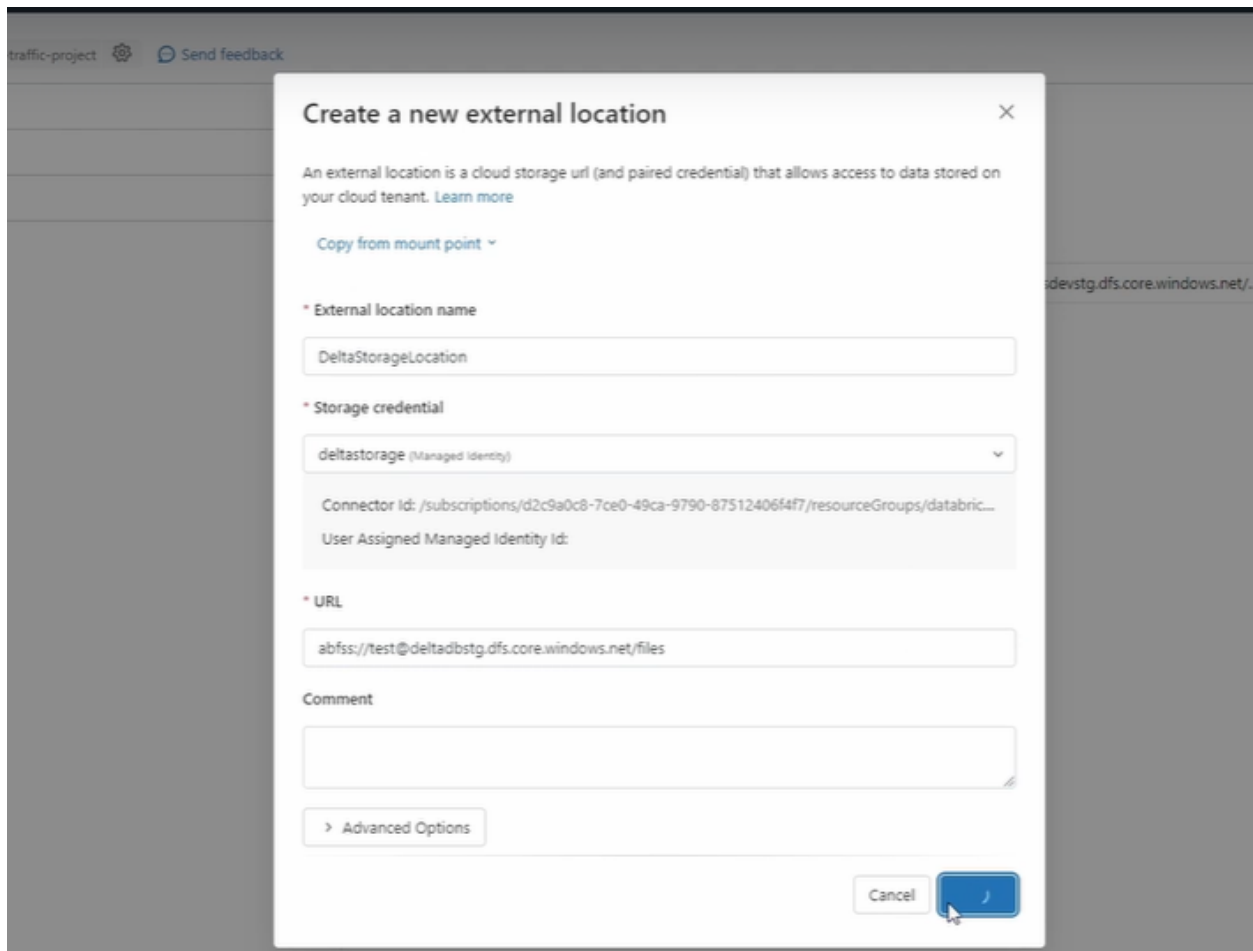 traffic-project Send feedback
Create a new external location
An external location is a cloud storage url (and paired credential) that allows access to data stored on
your cloud tenant. Learn more
Copy from mount point
sdevstg.dfs.core.windows.net/...
* External location name
DeltaStorageLocation
* Storage credential
deltastorage (Managed Identity)
Connector Id: /subscriptions/d2c9a0c8-7ce0-49ca-9790-87512406f4f7/resourceGroups/databric...
User Assigned Managed Identity Id:
* URL
abfss://test@deltadbstg.dfs.core.windows.net/files
Comment
Advanced Options
Cancel